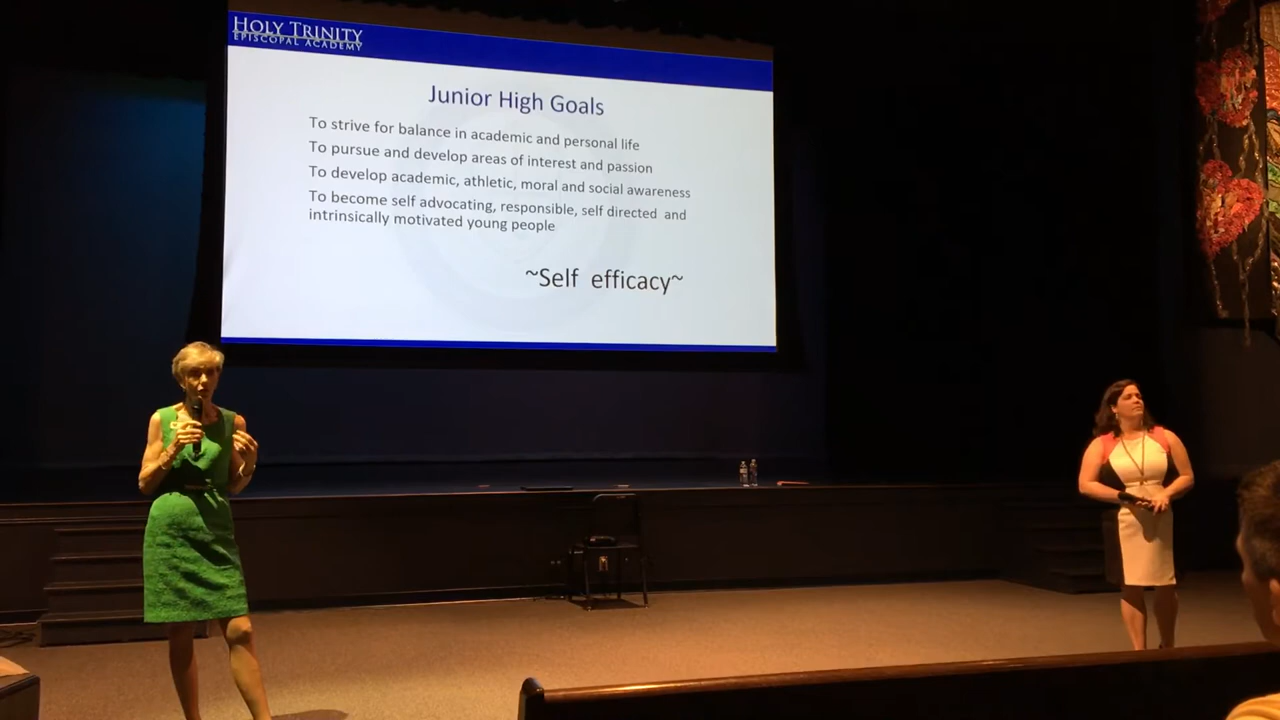 HOLY TRINITY
EPISCOPAL ACADEMY
Junior High Goals
To strive for balance in academic and personal life
To pursue and develop areas of interest and passion
To develop academic, athletic, moral and social awareness
To become self advocating, responsible, self directed and
intrinsically motivated young people
~Self efficacy~